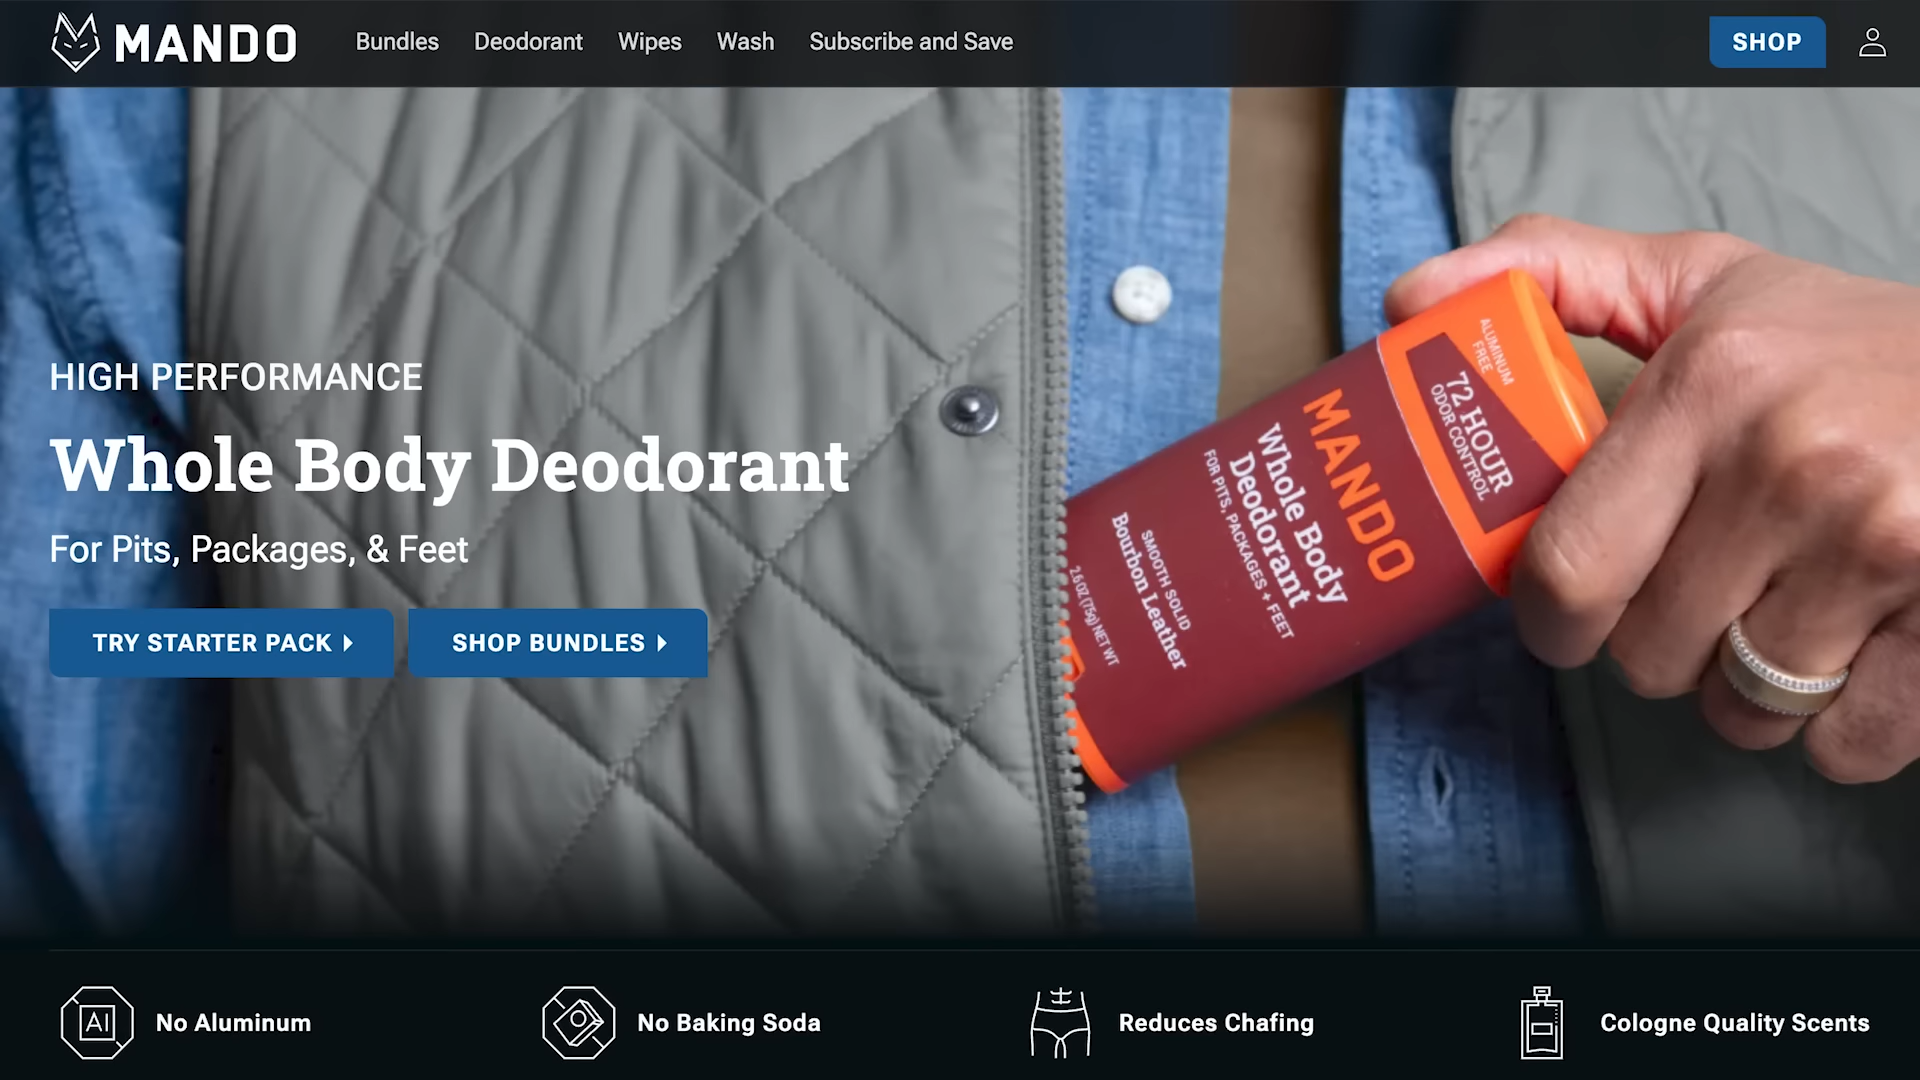 MANDO
Bundles
Deodorant
Wipes
Wash
Subscribe and Save
SHOP
HIGH PERFORMANCE
Whole Body Deodorant
For Pits, Packages, & Feet
TRY STARTER PACK
SHOP BUNDLES
ALUMINUM
FREE
72 HOUR
ODOR CONTROL
MANDO
Whole Body
Deodorant
FOR PITS, PACKAGES + FEET
SMOOTH SOLID
Bourbon Leather
2.6 OZ (75g) NET WT
Al
No Aluminum
No Baking Soda
Reduces Chafing
Cologne Quality Scents